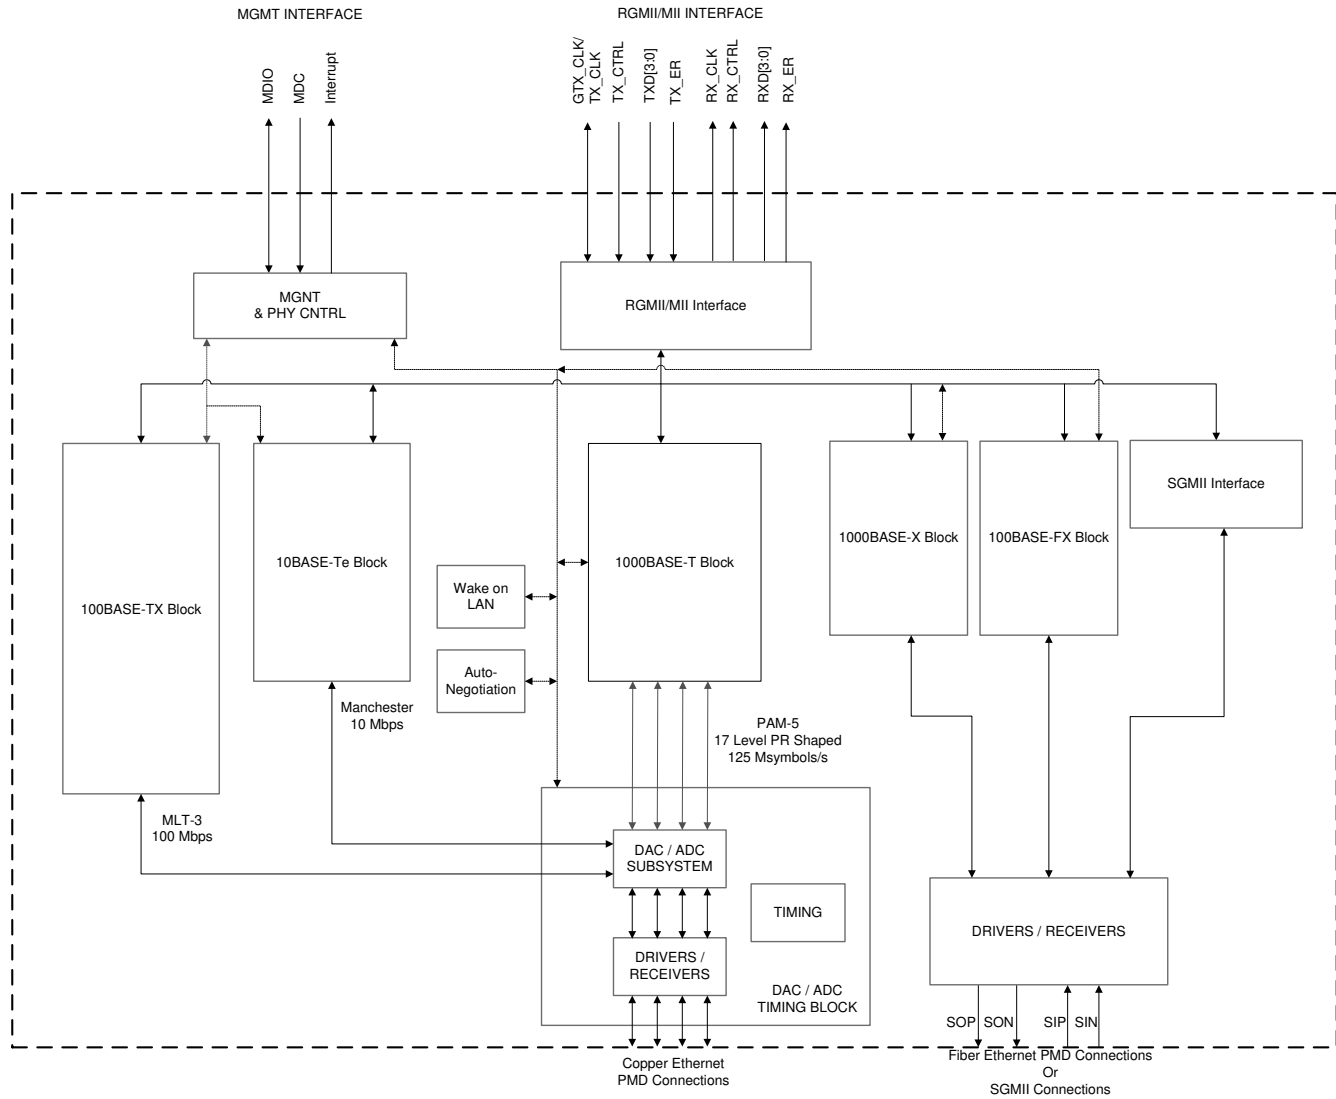 MGMT INTERFACE
RGMII/MII INTERFACE
MDIO
MDC
Interrupt
GTX_CLK/
TX_CLK
TX_CTRL
TXD[3:0]
TX_ER
RX_CLK
RX_CTRL
RXD[3:0]
RX_ER
MGNT
& PHY CNTRL
RGMII/MII Interface
100BASE-TX Block
10BASE-Te Block
1000BASE-T Block
1000BASE-X Block
100BASE-FX Block
SGMII Interface
Wake on
LAN
Auto-
Negotiation
Manchester
10 Mbps
PAM-5
17 Level PR Shaped
125 Msymbols/s
MLT-3
100 Mbps
DAC / ADC
SUBSYSTEM
TIMING
DRIVERS /
RECEIVERS
DAC / ADC
TIMING BLOCK
DRIVERS / RECEIVERS
SOP
SON
SIP
SIN
Copper Ethernet
PMD Connections
Fiber Ethernet PMD Connections
Or
SGMII Connections